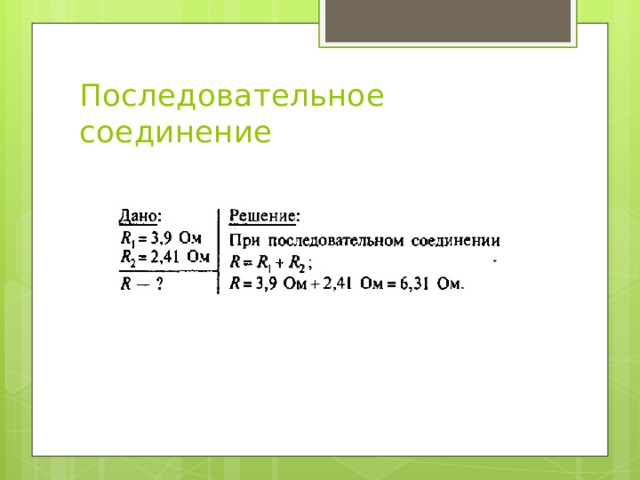 Последовательное
соединение
Дано:
R₁ = 3,9 Ом
R₂ = 2,41 Ом
R — ?
Решение:
При последовательном соединении
R = R₁ + R₂ ;
R = 3,9 Ом + 2,41 Ом = 6,31 Ом.